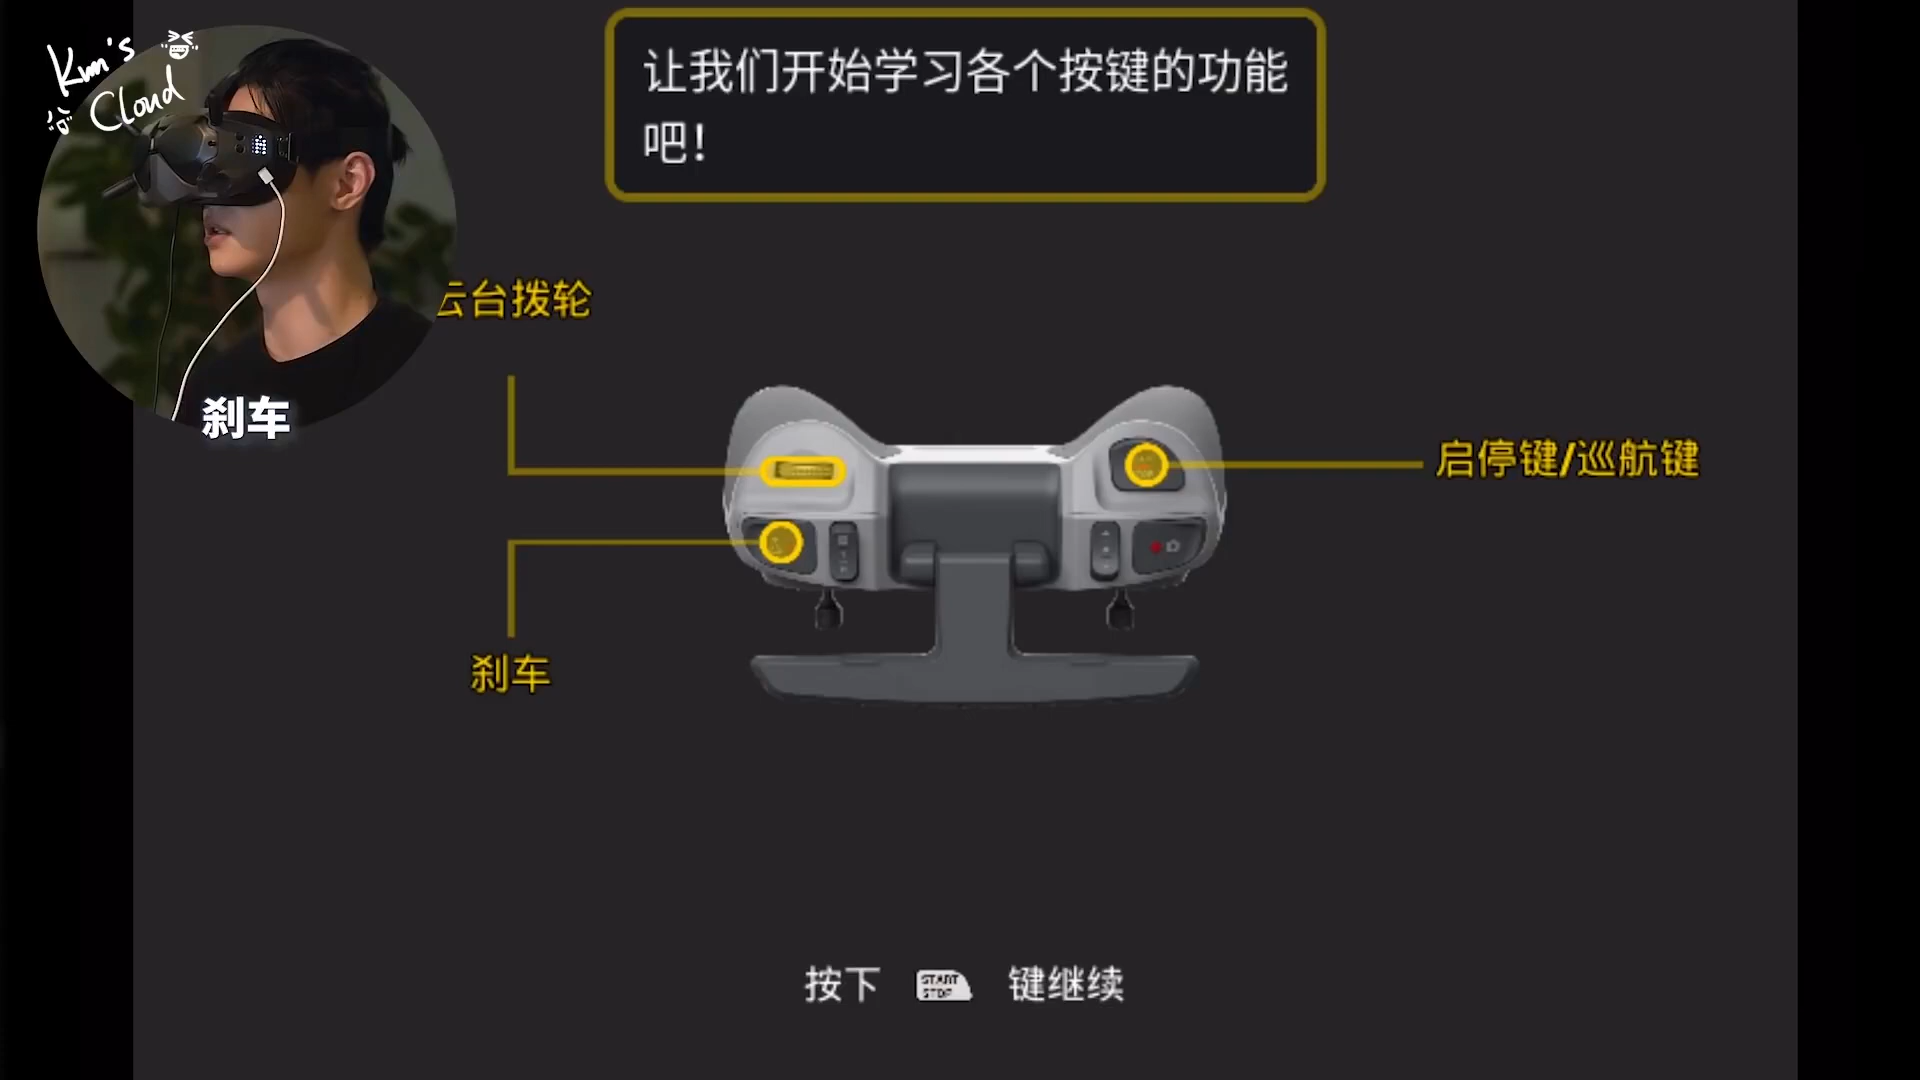 Kun's
Cloud
让我们开始学习各个按键的功能
吧！
云台拨轮
刹车
启停键/巡航键
刹车
按下 START STOP 键继续